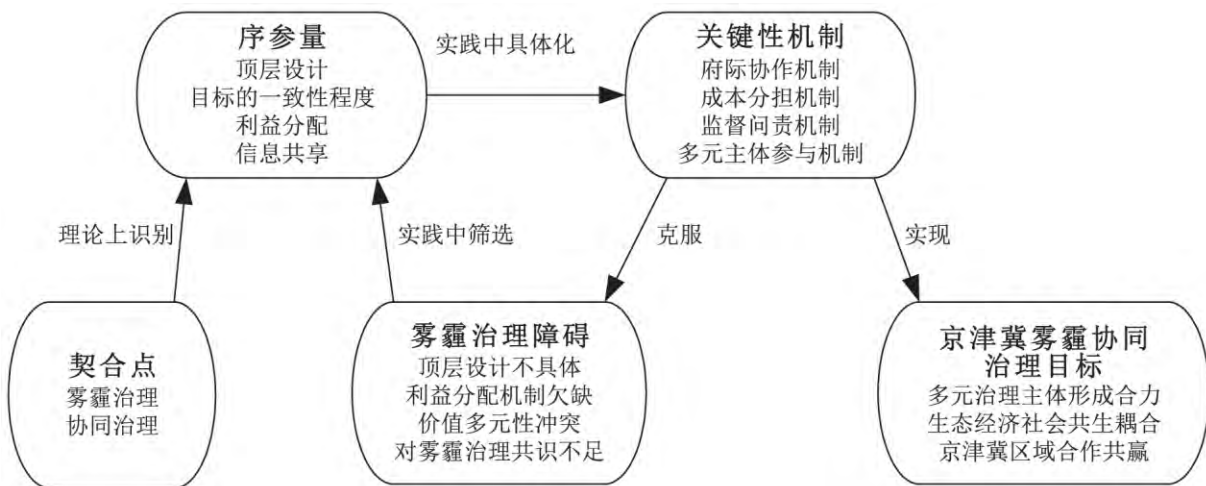 序参量
顶层设计
目标的一致性程度
利益分配
信息共享
实践中具体化
关键性机制
府际协作机制
成本分担机制
监督问责机制
多元主体参与机制
理论上识别
实践中筛选
克服
实现
契合点
雾霾治理
协同治理
雾霾治理障碍
顶层设计不具体
利益分配机制欠缺
价值多元性冲突
对雾霾治理共识不足
京津冀雾霾协同
治理目标
多元治理主体形成合力
生态经济社会共生耦合
京津冀区域合作共赢